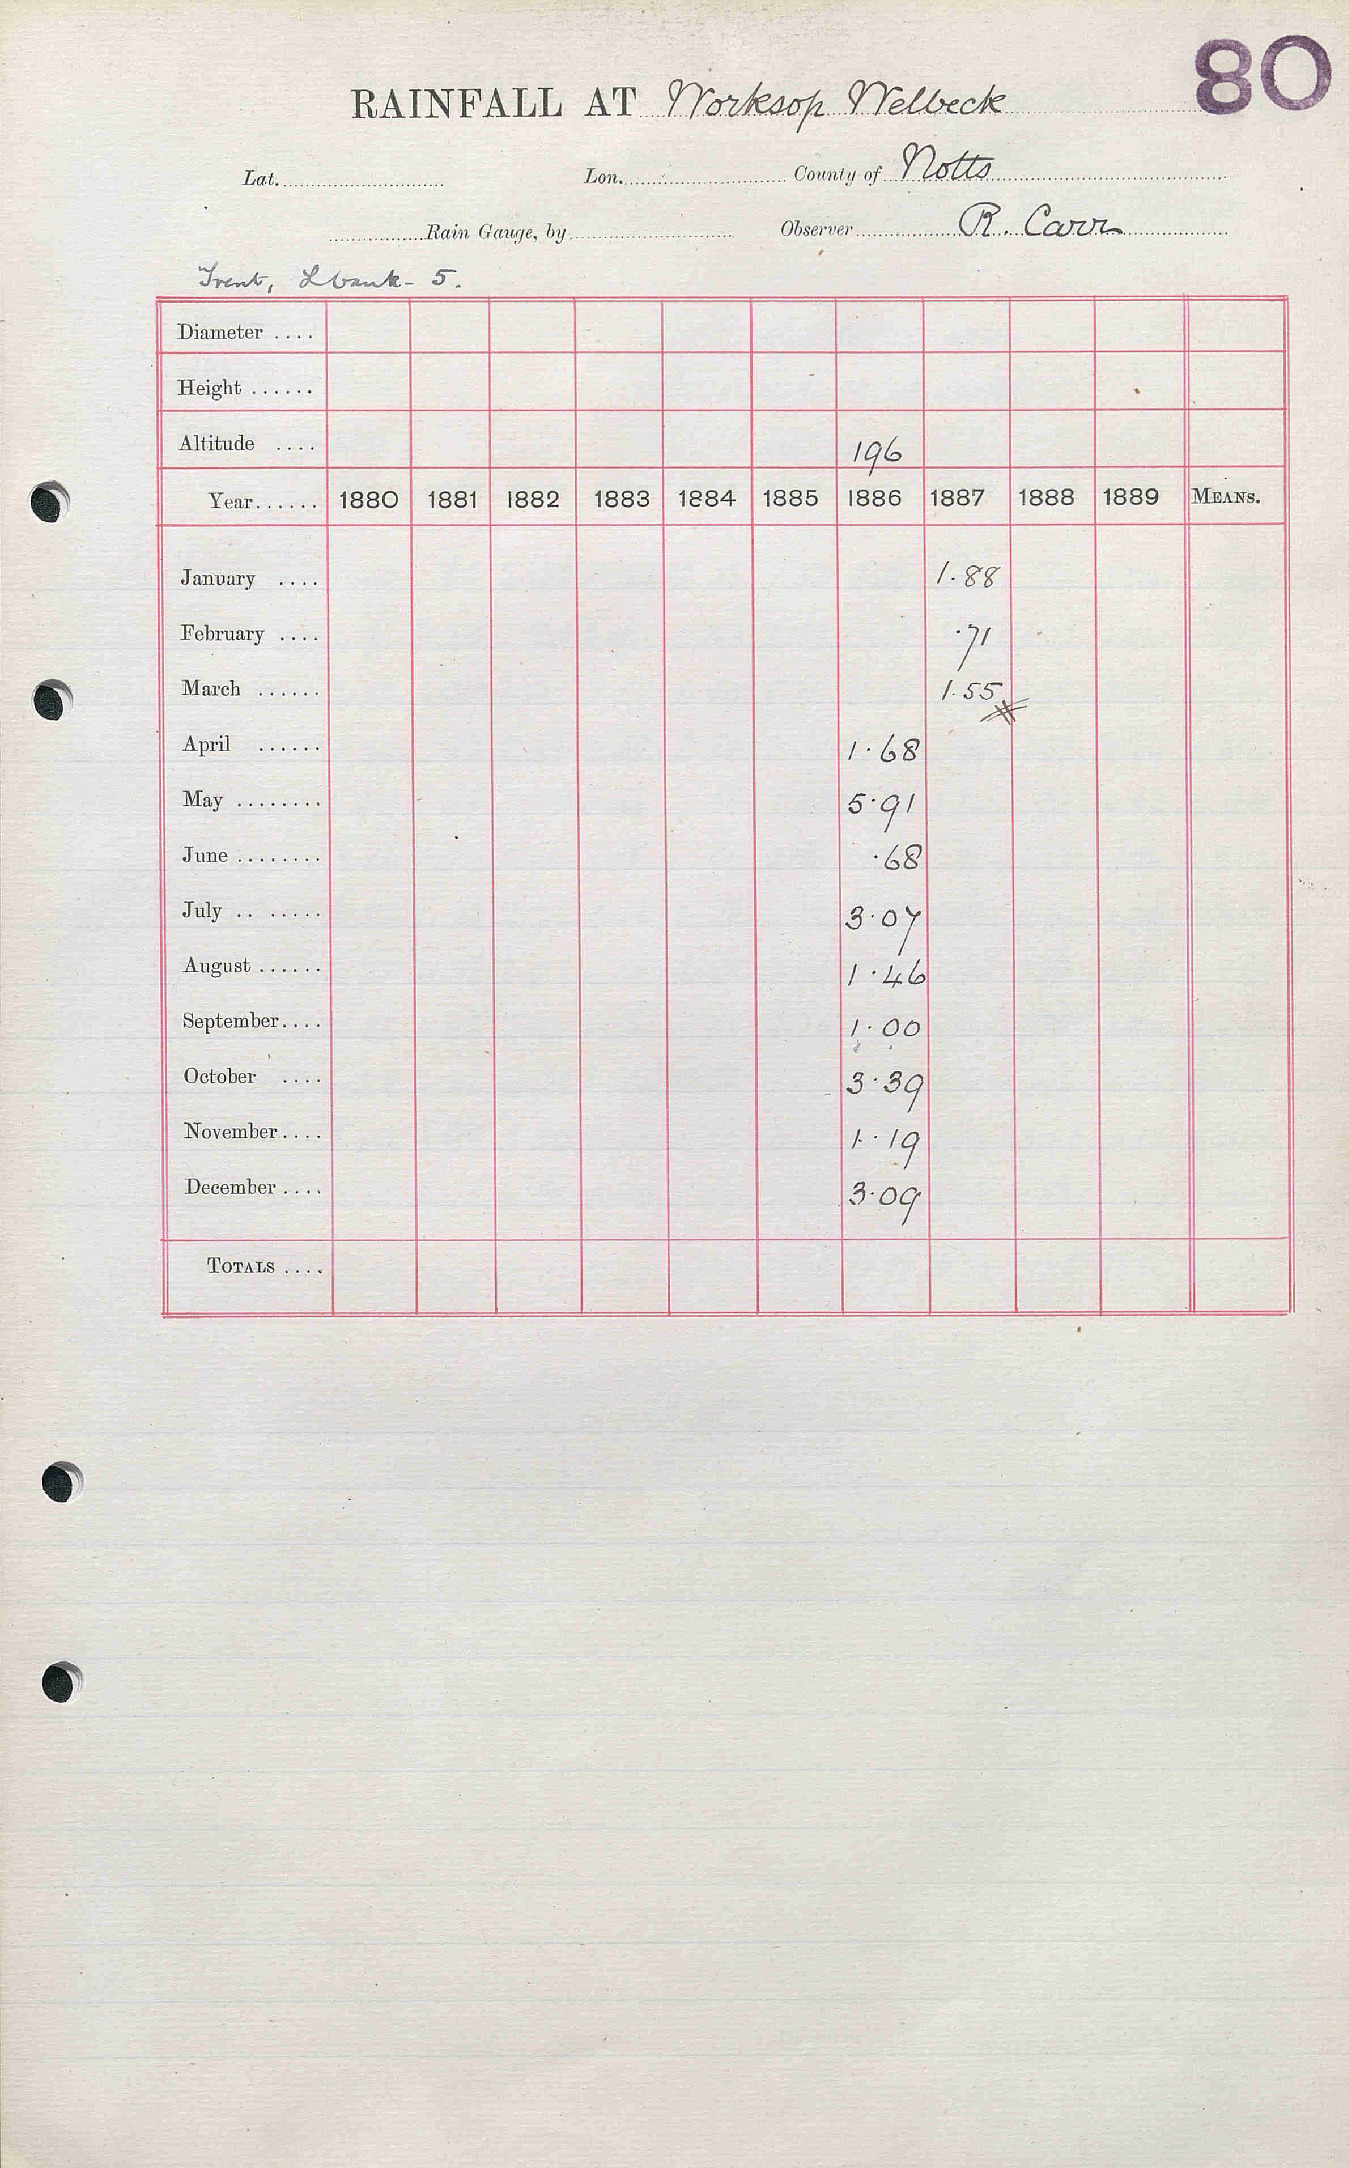 80
RAINFALL AT Worksop Welbeck
Lat. Lon. County of Notts
Rain Gauge, by Observer R. Carr
Trent, L bank - 5.
Diameter ....
Height ......
Altitude .... 196
Year...... 1880 1881 1882 1883 1884 1885 1886 1887 1888 1889 MEANS.
January .... 1.88
February .... .71
March ...... 1.55
April ...... 1.68
May ........ 5.91
June ........ .68
July .. ..... 3.07
August ...... 1.46
September.... 1.00
October .... 3.39
November.... 1.19
December .... 3.09
TOTALS ....